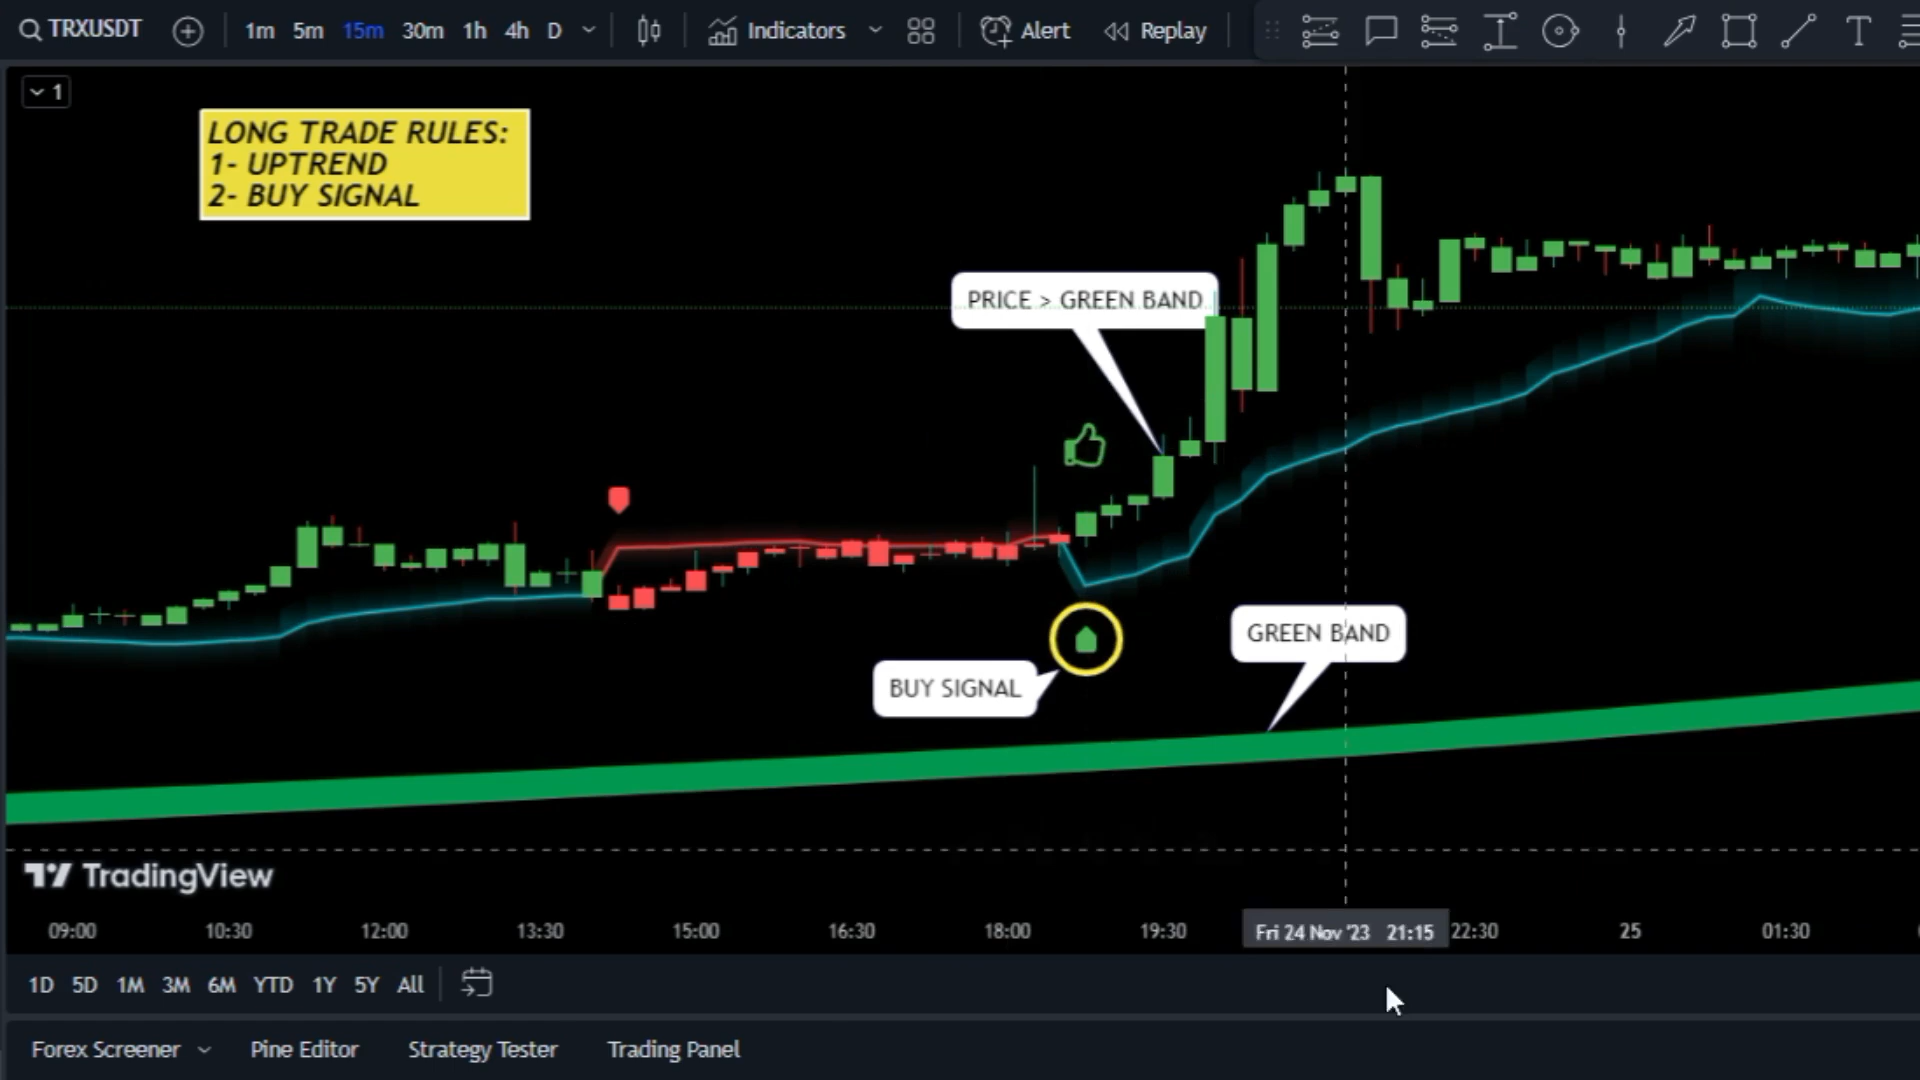 TRXUSDT 1m 5m 15m 30m 1h 4h D Indicators Alert Replay T
1
LONG TRADE RULES:
1- UPTREND
2- BUY SIGNAL
PRICE > GREEN BAND
GREEN BAND
BUY SIGNAL
TradingView
09:00 10:30 12:00 13:30 15:00 16:30 18:00 19:30 Fri 24 Nov '23 21:15 22:30 25 01:30
1D 5D 1M 3M 6M YTD 1Y 5Y All
Forex Screener Pine Editor Strategy Tester Trading Panel